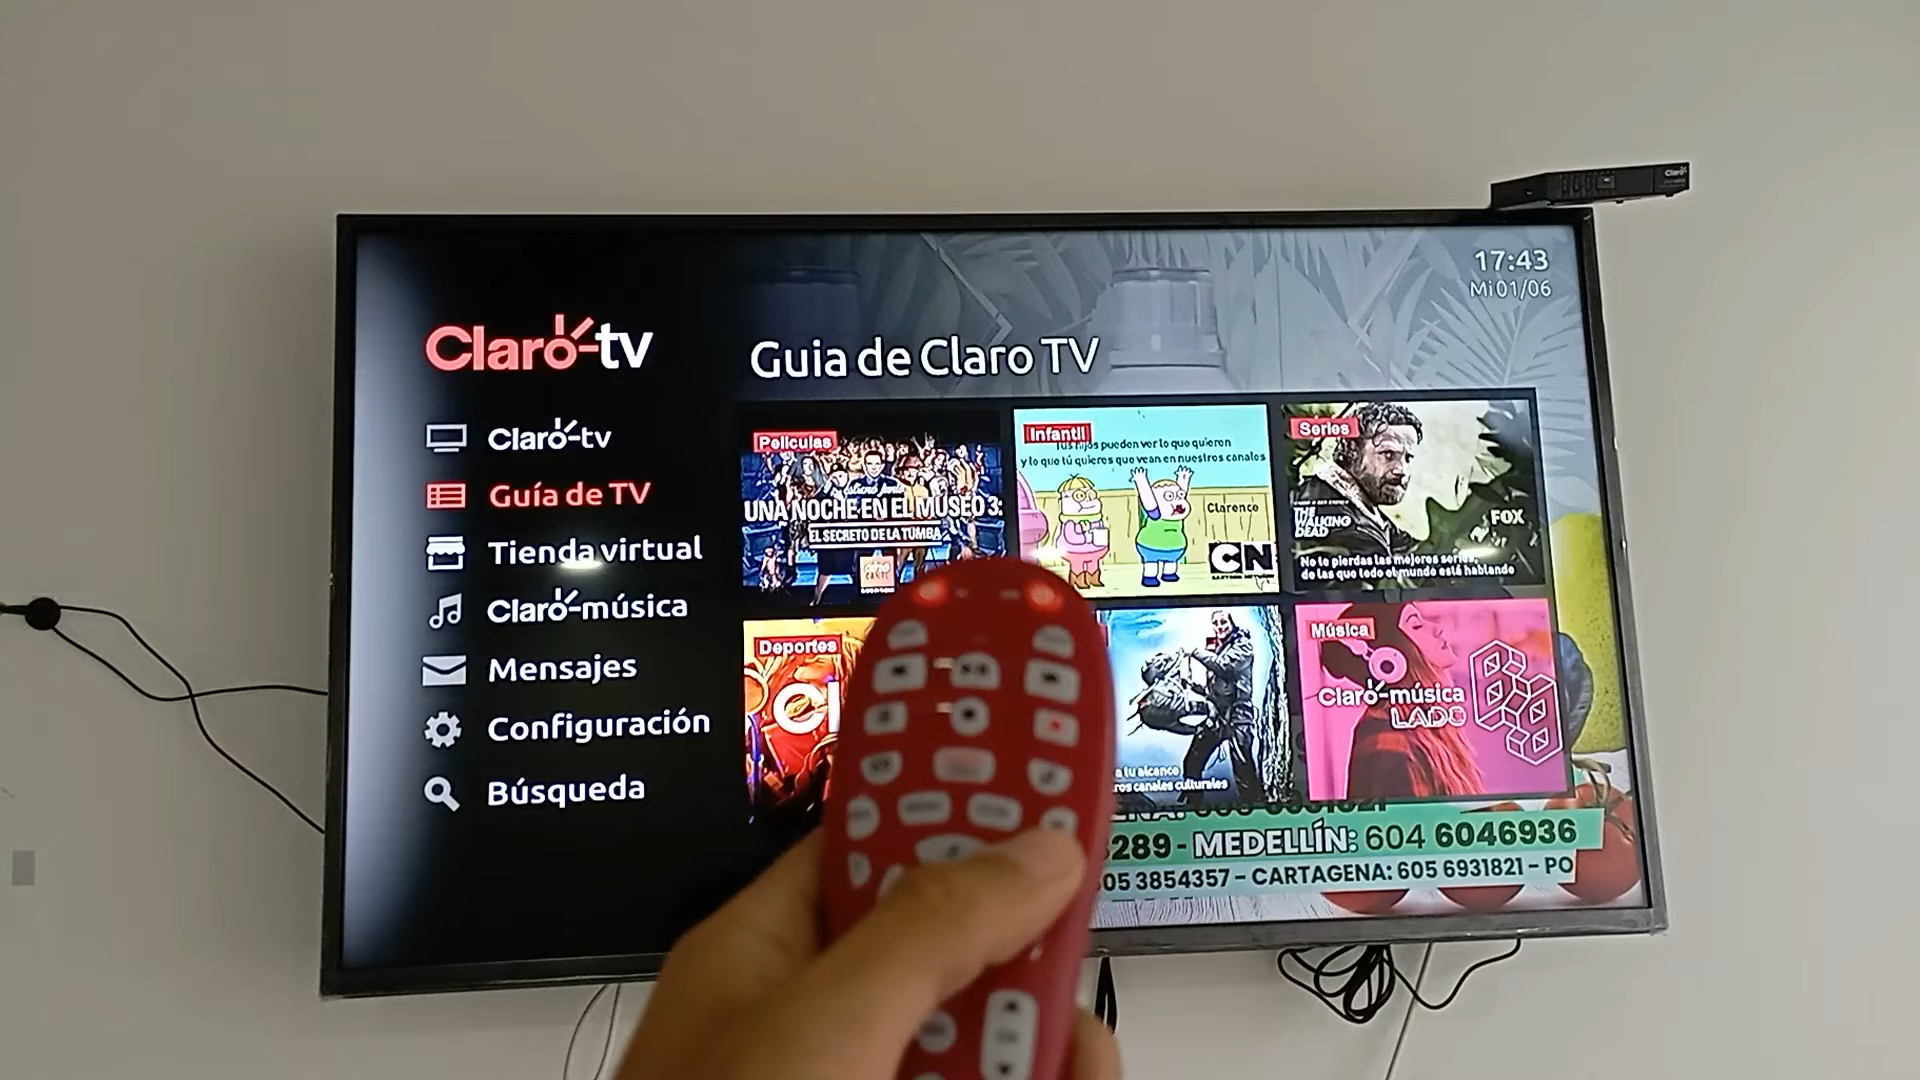 Claro
17:43
Mi 01/06
Claro-tv
Guia de Claro TV
Claro-tv
Guía de TV
Tienda virtual
Claro-música
Mensajes
Configuración
Búsqueda
Peliculas
UNA NOCHE EN EL MUSEO 3:
EL SECRETO DE LA TUMBA
Infantil
Tus hijos pueden ver lo que quieren
y lo que tú quieres que vean en nuestros canales
Clarence
CN
Series
THE
WALKING
DEAD
FOX
No te pierdas las mejores series,
de las que todo el mundo está hablando
Deportes
a tu alcance
ros canales culturales
Música
Claro-música
289 - MEDELLÍN: 604 6046936
605 3854357 - CARTAGENA: 605 6931821 - PO